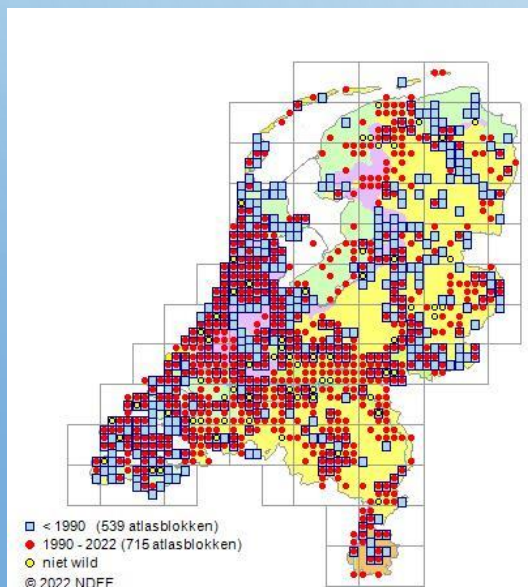 < 1990 (539 atlasblokken)
1990 - 2022 (715 atlasblokken)
niet wild
© 2022 NDFF